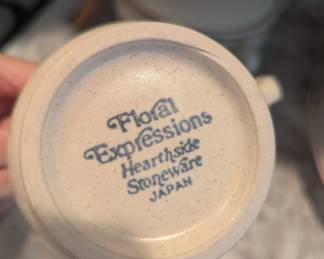 Floral
Expressions
Hearthside
Stoneware
JAPAN